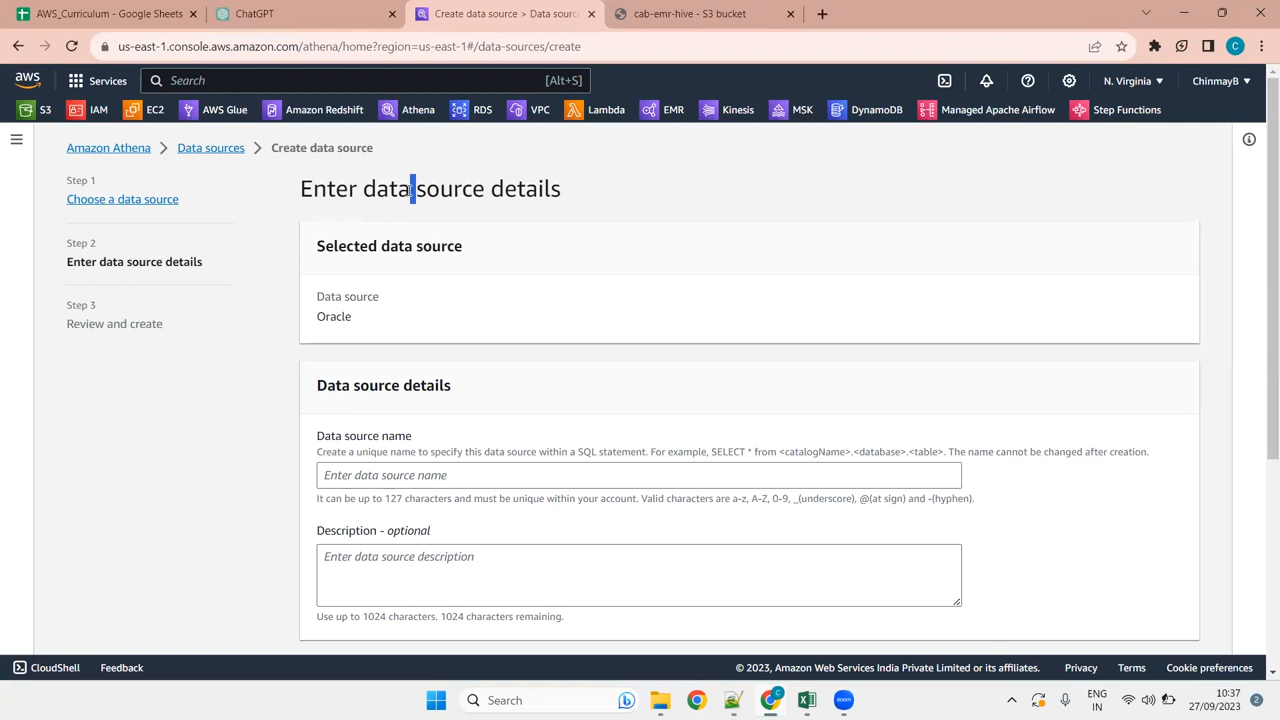 AWS_Curriculum - Google Sheets
ChatGPT
Create data source > Data sourc
cab-emr-hive - S3 bucket
us-east-1.console.aws.amazon.com/athena/home?region=us-east-1#/data-sources/create
C
aws
Services
Search
[Alt+S]
N. Virginia
ChinmayB
S3
IAM
EC2
AWS Glue
Amazon Redshift
Athena
RDS
VPC
Lambda
EMR
Kinesis
MSK
DynamoDB
Managed Apache Airflow
Step Functions
Amazon Athena
Data sources
Create data source
Step 1
Choose a data source
Step 2
Enter data source details
Step 3
Review and create
Enter data source details
Selected data source
Data source
Oracle
Data source details
Data source name
Create a unique name to specify this data source within a SQL statement. For example, SELECT * from <catalogName>.<database>.<table>. The name cannot be changed after creation.
Enter data source name
It can be up to 127 characters and must be unique within your account. Valid characters are a-z, A-Z, 0-9, _(underscore), @(at sign) and -(hyphen).
Description - optional
Enter data source description
Use up to 1024 characters. 1024 characters remaining.
CloudShell
Feedback
© 2023, Amazon Web Services India Private Limited or its affiliates.
Privacy
Terms
Cookie preferences
Search
C
zoom
ENG
IN
10:37
27/09/2023
2